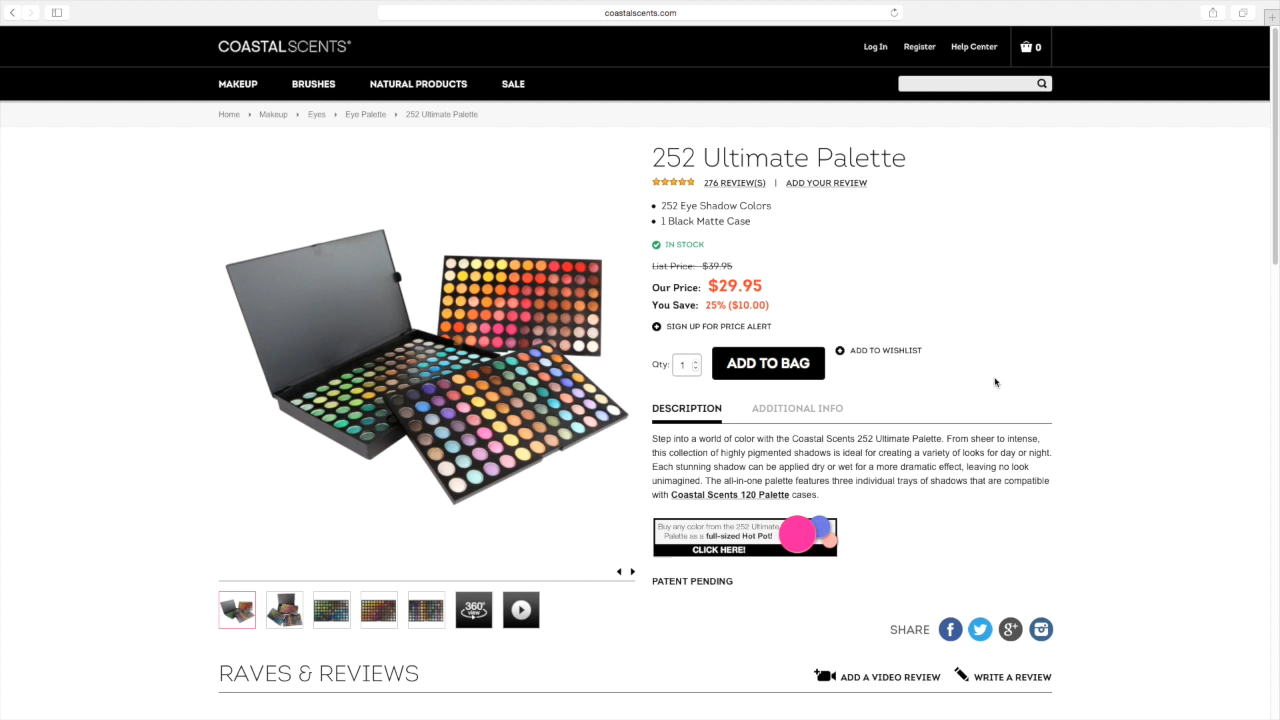 coastalscents.com
COASTAL SCENTS®
Log In
Register
Help Center
0
MAKEUP
BRUSHES
NATURAL PRODUCTS
SALE
Home
Makeup
Eyes
Eye Palette
252 Ultimate Palette
252 Ultimate Palette
276 REVIEW(S) | ADD YOUR REVIEW
252 Eye Shadow Colors
1 Black Matte Case
IN STOCK
List Price: $39.95
Our Price: $29.95
You Save: 25% ($10.00)
SIGN UP FOR PRICE ALERT
Qty: 1
ADD TO BAG
ADD TO WISHLIST
DESCRIPTION
ADDITIONAL INFO
Step into a world of color with the Coastal Scents 252 Ultimate Palette. From sheer to intense,
this collection of highly pigmented shadows is ideal for creating a variety of looks for day or night.
Each stunning shadow can be applied dry or wet for a more dramatic effect, leaving no look
unimagined. The all-in-one palette features three individual trays of shadows that are compatible
with Coastal Scents 120 Palette cases.
Buy any color from the 252 Ultimate
Palette as a full-sized Hot Pot!
CLICK HERE!
PATENT PENDING
360°
VIEW
SHARE
RAVES & REVIEWS
ADD A VIDEO REVIEW
WRITE A REVIEW